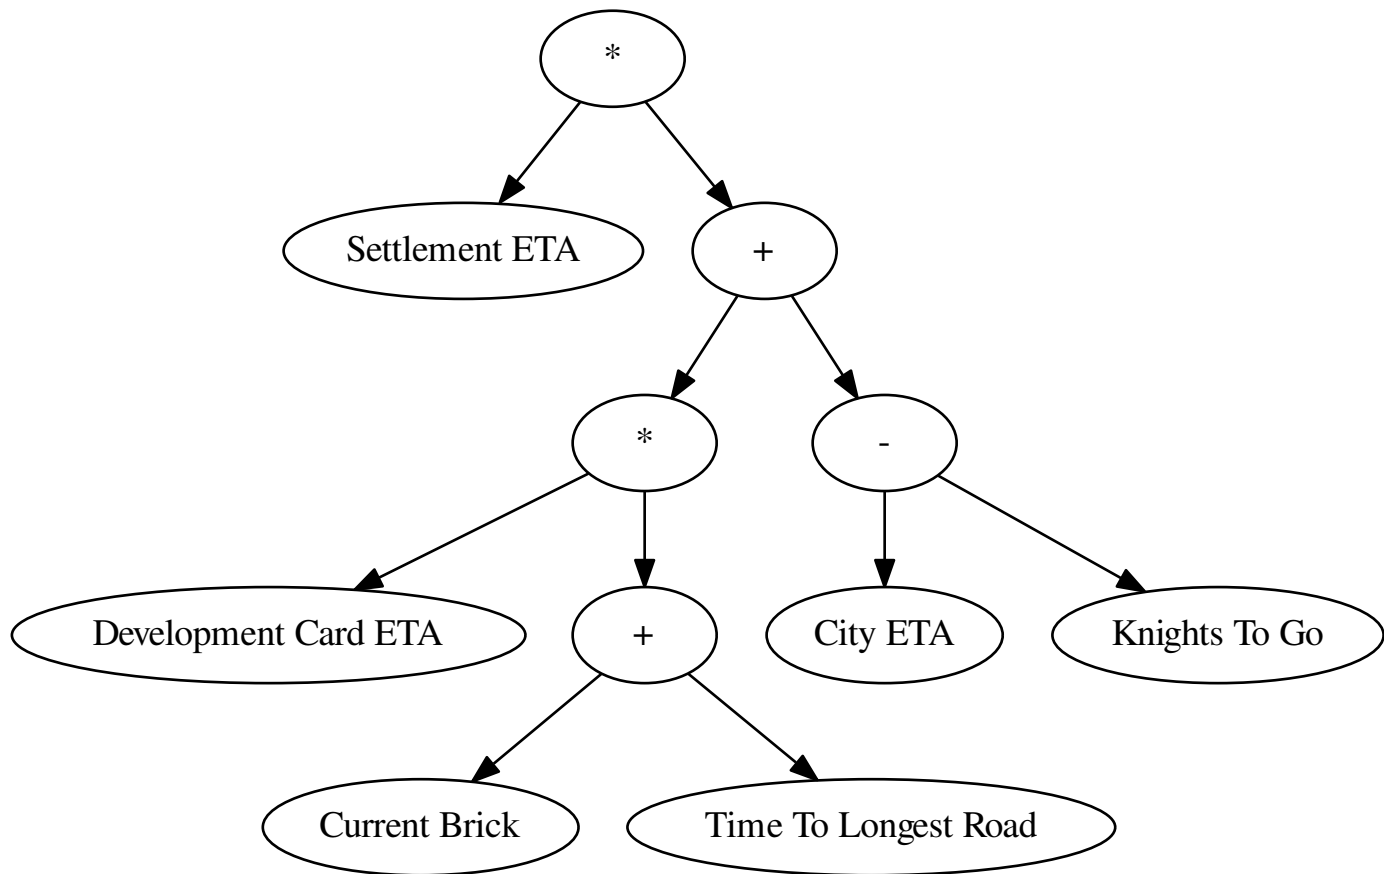 *
Settlement ETA
+
*
-
Development Card ETA
+
City ETA
Knights To Go
Current Brick
Time To Longest Road